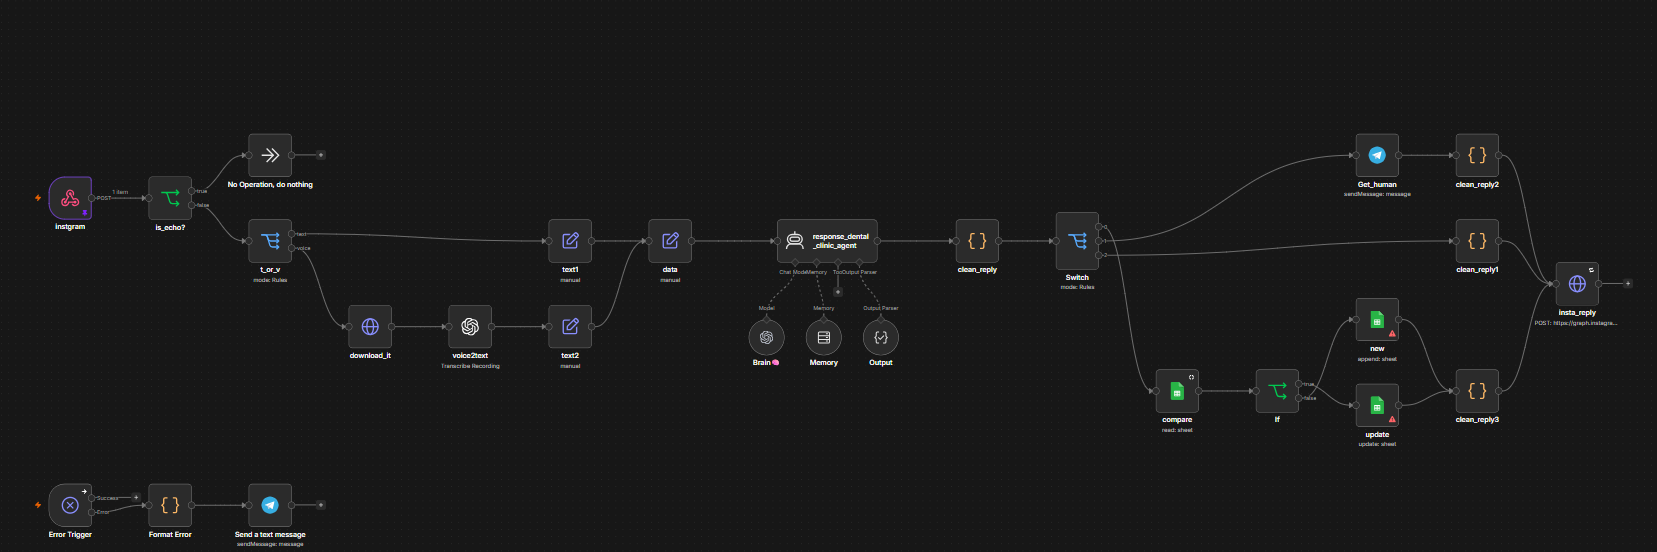 No Operation, do nothing
POST
1 item
instgram
is_echo?
true
false
t_or_v
mode: Rules
text
voice
download_it
voice2text
Transcribe Recording
text1
manual
text2
manual
data
manual
response_dental
_clinic_agent
Chat Model
Memory
Tool
Output Parser
Model
Memory
Output Parser
Brain 🧠
Memory
Output
clean_reply
Switch
mode: Rules
0
1
2
Get_human
sendMessage: message
clean_reply2
clean_reply1
insta_reply
POST: https://graph.instagra...
compare
read: sheet
If
true
false
new
append: sheet
update
update: sheet
clean_reply3
Success
Error
Error Trigger
Format Error
Send a text message
sendMessage: message